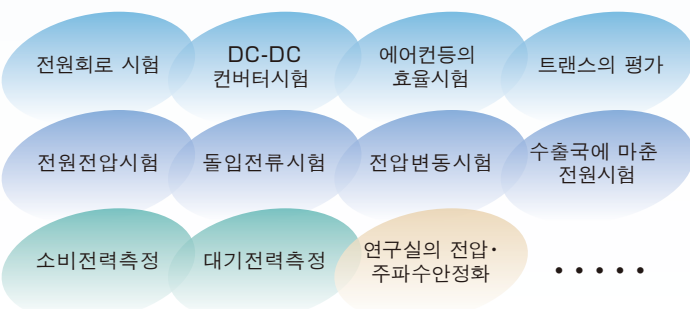 전원회로 시험
DC-DC
컨버터시험
에어컨등의
효율시험
트랜스의 평가
전원전압시험
돌입전류시험
전압변동시험
수출국에 마춘
전원시험
소비전력측정
대기전력측정
연구실의 전압·
주파수안정화
• • • • •